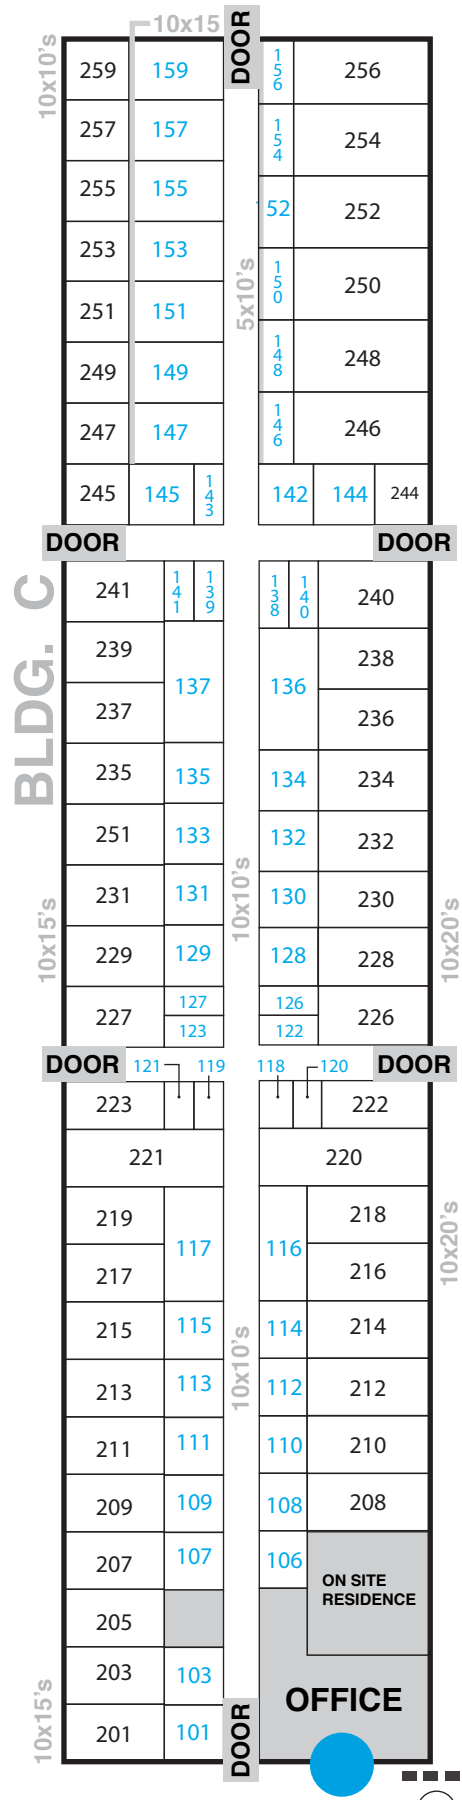 10x15
DOOR
10x10's
259 159 156 256
257 157 154 254
255 155 52 252
253 153 150 250
5x10's
251 151
249 149 148 248
247 147 146 246
245 145 143 142 144 244
DOOR DOOR
BLDG. C
241 141 139 138 140 240
239 137 136 238
237 236
235 135 134 234
251 133 132 232
231 131 130 230
10x15's 10x10's 10x20's
229 129 128 228
227 127 126 226
123 122
DOOR 121 119 118 120 DOOR
223 222
221 220
219 117 116 218
217 216
10x20's
215 115 114 214
10x10's
213 113 112 212
211 111 110 210
209 109 108 208
207 107 106
ON SITE
RESIDENCE
205
203 103
OFFICE
10x15's
201 101
DOOR